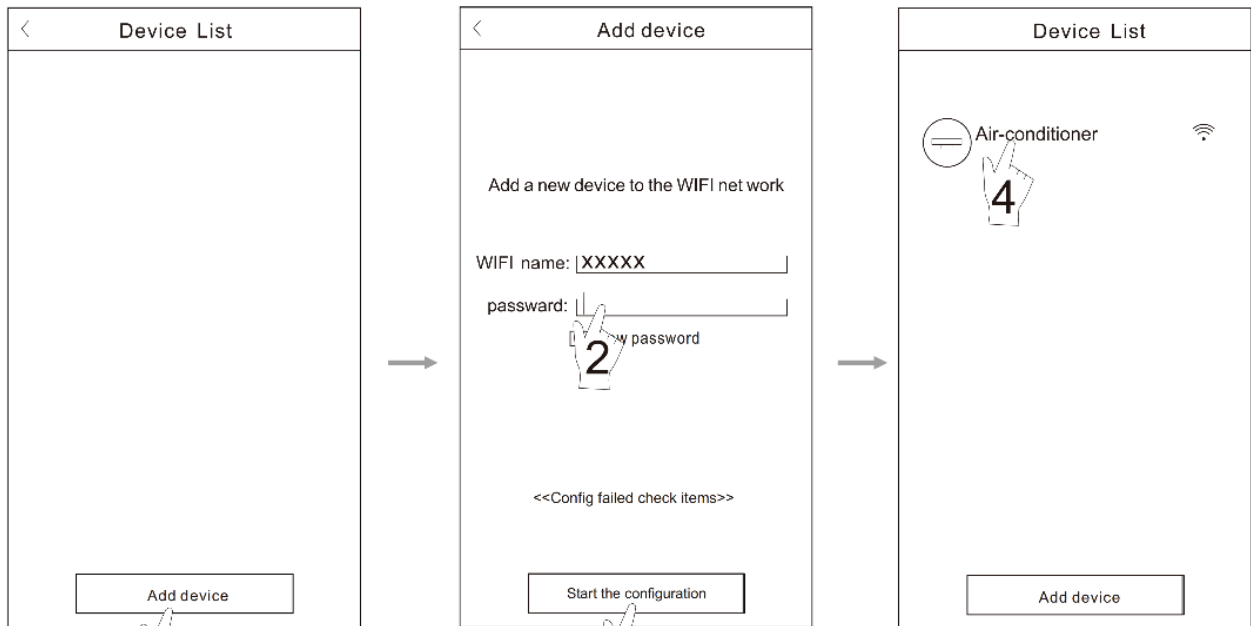 Device List
Add device
Add device
Add a new device to the WIFI net work
WIFI name: XXXXX
passward:
password
2
<<Config failed check items>>
Start the configuration
Device List
Air-conditioner
4
Add device